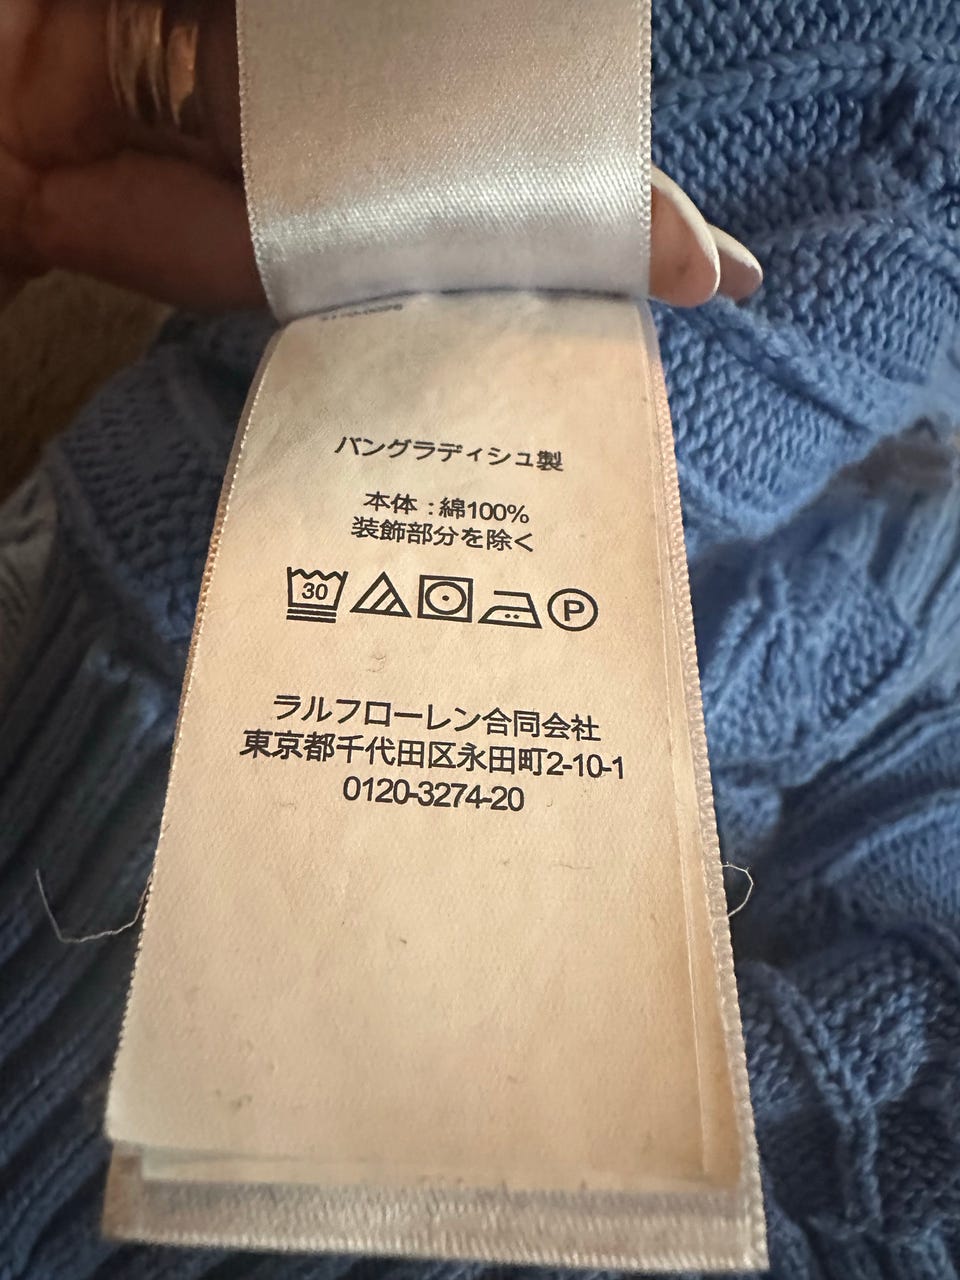 バングラディシュ製
本体 : 綿100%
装飾部分を除く
30
P
ラルフローレン合同会社
東京都千代田区永田町2-10-1
0120-3274-20